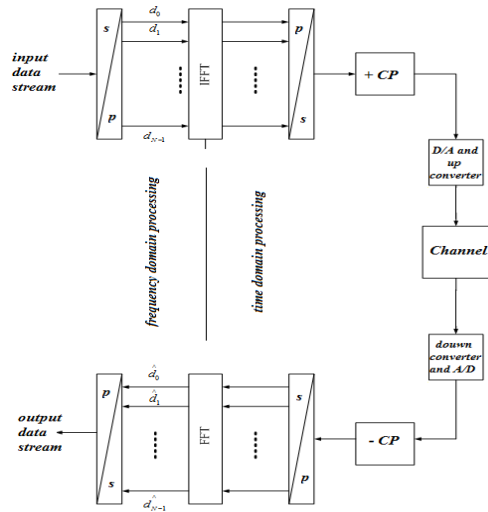 input
data
stream
s
p
d₀
d₁
d_{N-1}
IFFT
p
s
+ CP
D/A and
up
converter
Channel
frequency domain processing
time domain processing
douwn
converter
and A/D
- CP
s
p
FFT
d̂₀
d̂₁
d̂_{N-1}
p
s
output
data
stream